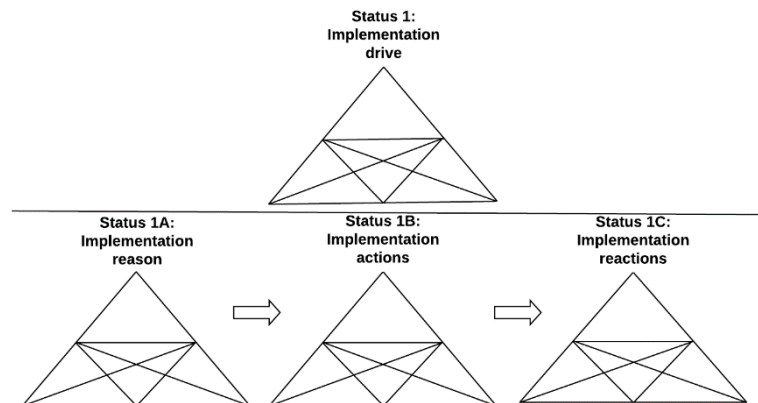 Status 1:
Implementation
drive
Status 1A:
Implementation
reason
Status 1B:
Implementation
actions
Status 1C:
Implementation
reactions